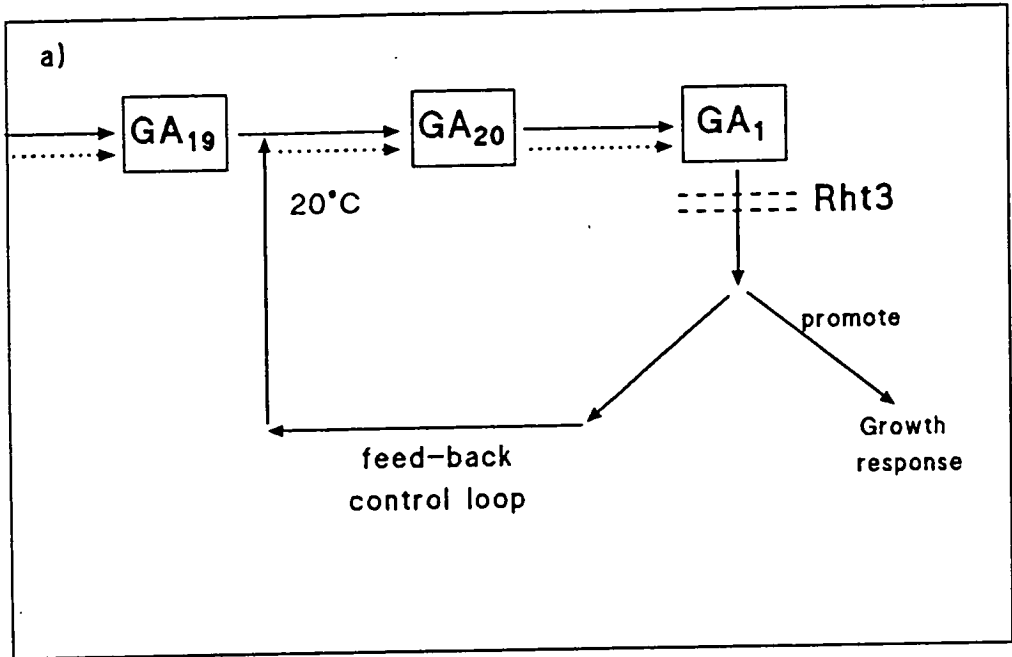 a)
GA₁₉
GA₂₀
GA₁
20°C
Rht3
promote
Growth
response
feed-back
control loop